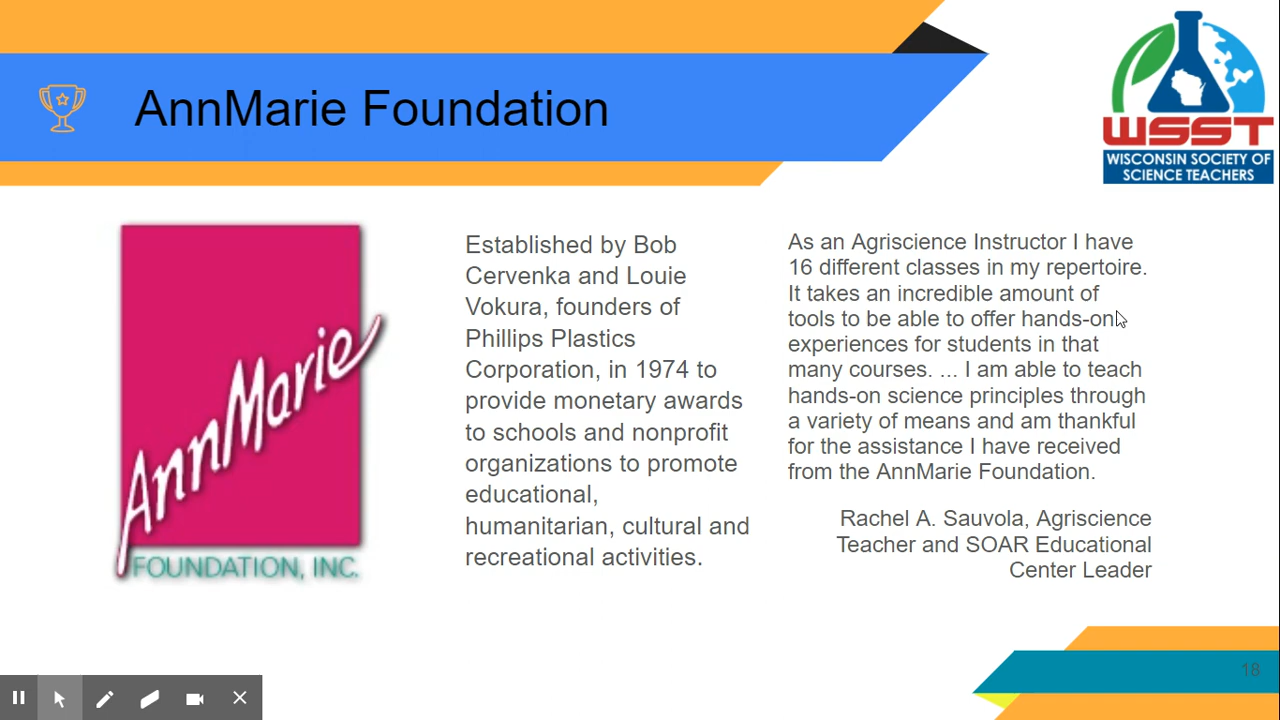 AnnMarie Foundation
WSST
WISCONSIN SOCIETY OF
SCIENCE TEACHERS
AnnMarie
FOUNDATION, INC.
Established by Bob
Cervenka and Louie
Vokura, founders of
Phillips Plastics
Corporation, in 1974 to
provide monetary awards
to schools and nonprofit
organizations to promote
educational,
humanitarian, cultural and
recreational activities.
As an Agriscience Instructor I have
16 different classes in my repertoire.
It takes an incredible amount of
tools to be able to offer hands-on
experiences for students in that
many courses. ... I am able to teach
hands-on science principles through
a variety of means and am thankful
for the assistance I have received
from the AnnMarie Foundation.
Rachel A. Sauvola, Agriscience
Teacher and SOAR Educational
Center Leader
18